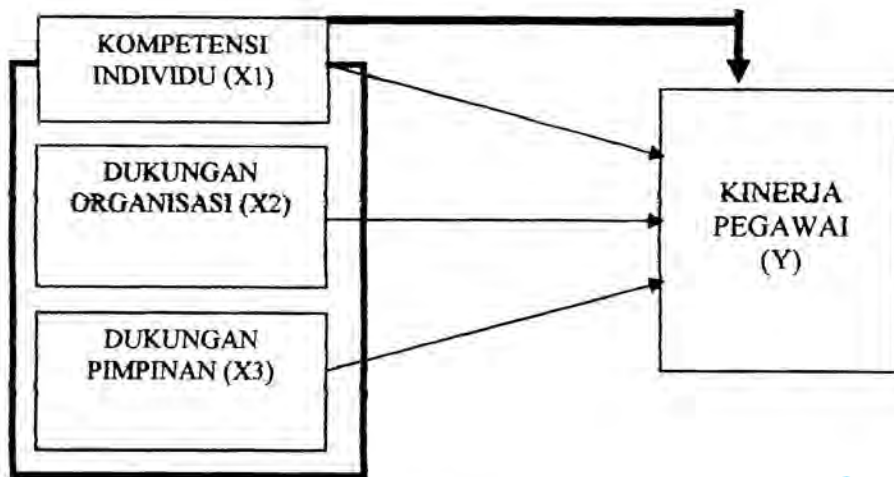 KOMPETENSI
INDIVIDU (X1)
DUKUNGAN
ORGANISASI (X2)
DUKUNGAN
PIMPINAN (X3)
KINERJA
PEGAWAI
(Y)